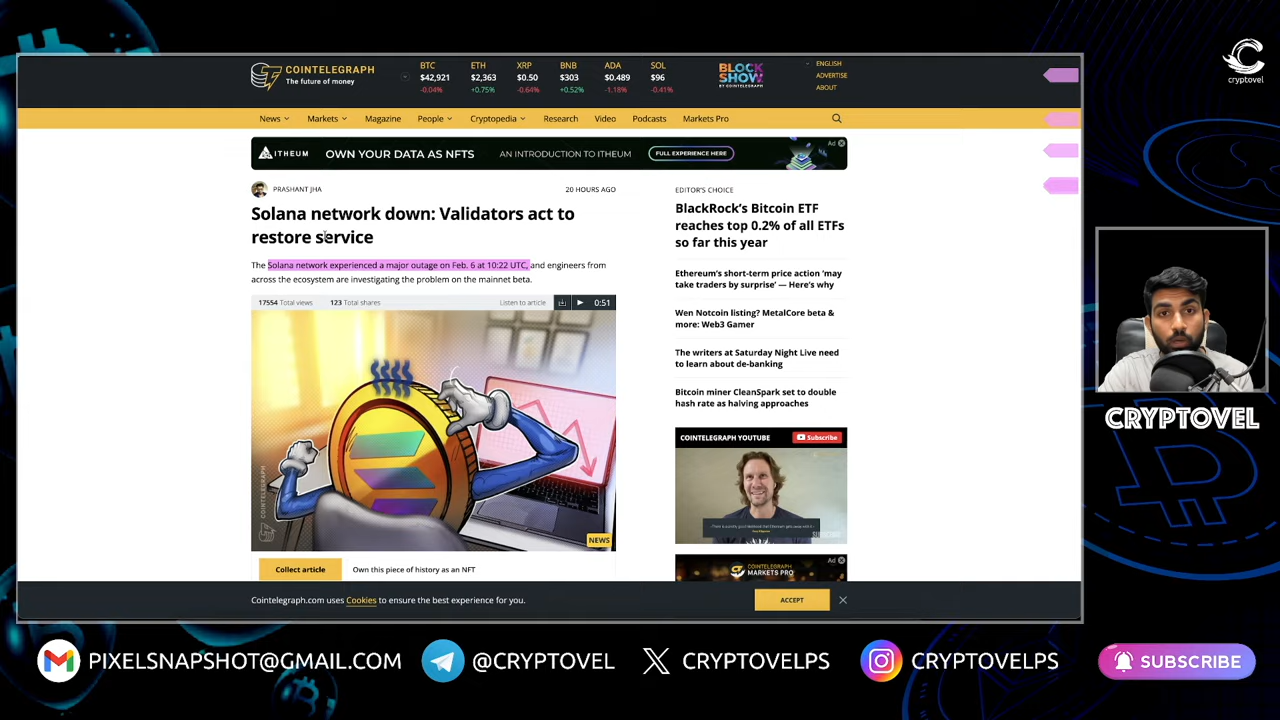 COINTELEGRAPH
The future of money
BTC
$42,921
-0.04%
ETH
$2,363
+0.75%
XRP
$0.50
-0.64%
BNB
$303
+0.52%
ADA
$0.489
-1.18%
SOL
$96
-0.41%
BLOCK
SHOW
BY COINTELEGRAPH
ENGLISH
ADVERTISE
ABOUT
cryptovel
News Markets Magazine People Cryptopedia Research Video Podcasts Markets Pro
ITHEUM OWN YOUR DATA AS NFTS AN INTRODUCTION TO ITHEUM FULL EXPERIENCE HERE Ad
PRASHANT JHA 20 HOURS AGO
Solana network down: Validators act to
restore service
The Solana network experienced a major outage on Feb. 6 at 10:22 UTC, and engineers from
across the ecosystem are investigating the problem on the mainnet beta.
17554 Total views 123 Total shares Listen to article 0:51
COINTELEGRAPH
NEWS
Collect article Own this piece of history as an NFT
EDITOR'S CHOICE
BlackRock's Bitcoin ETF
reaches top 0.2% of all ETFs
so far this year
Ethereum's short-term price action 'may
take traders by surprise' — Here's why
Wen Notcoin listing? MetalCore beta &
more: Web3 Gamer
The writers at Saturday Night Live need
to learn about de-banking
Bitcoin miner CleanSpark set to double
hash rate as halving approaches
COINTELEGRAPH YOUTUBE Subscribe
Ad
COINTELEGRAPH
MARKETS PRO
Cointelegraph.com uses Cookies to ensure the best experience for you.
ACCEPT
CRYPTOVEL
PIXELSNAPSHOT@GMAIL.COM @CRYPTOVEL CRYPTOVELPS CRYPTOVELPS SUBSCRIBE